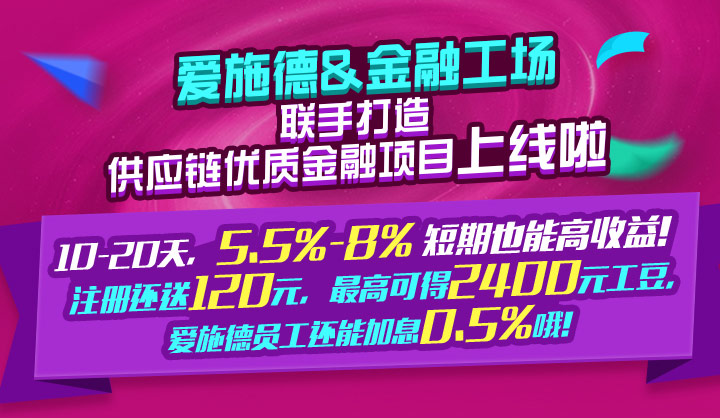 爱施德&金融工场
联手打造
供应链优质金融项目上线啦
10-20天，5.5%-8%短期也能高收益!
注册还送120元，最高可得2400元工豆,
爱施德员工还能加息0.5%哦!